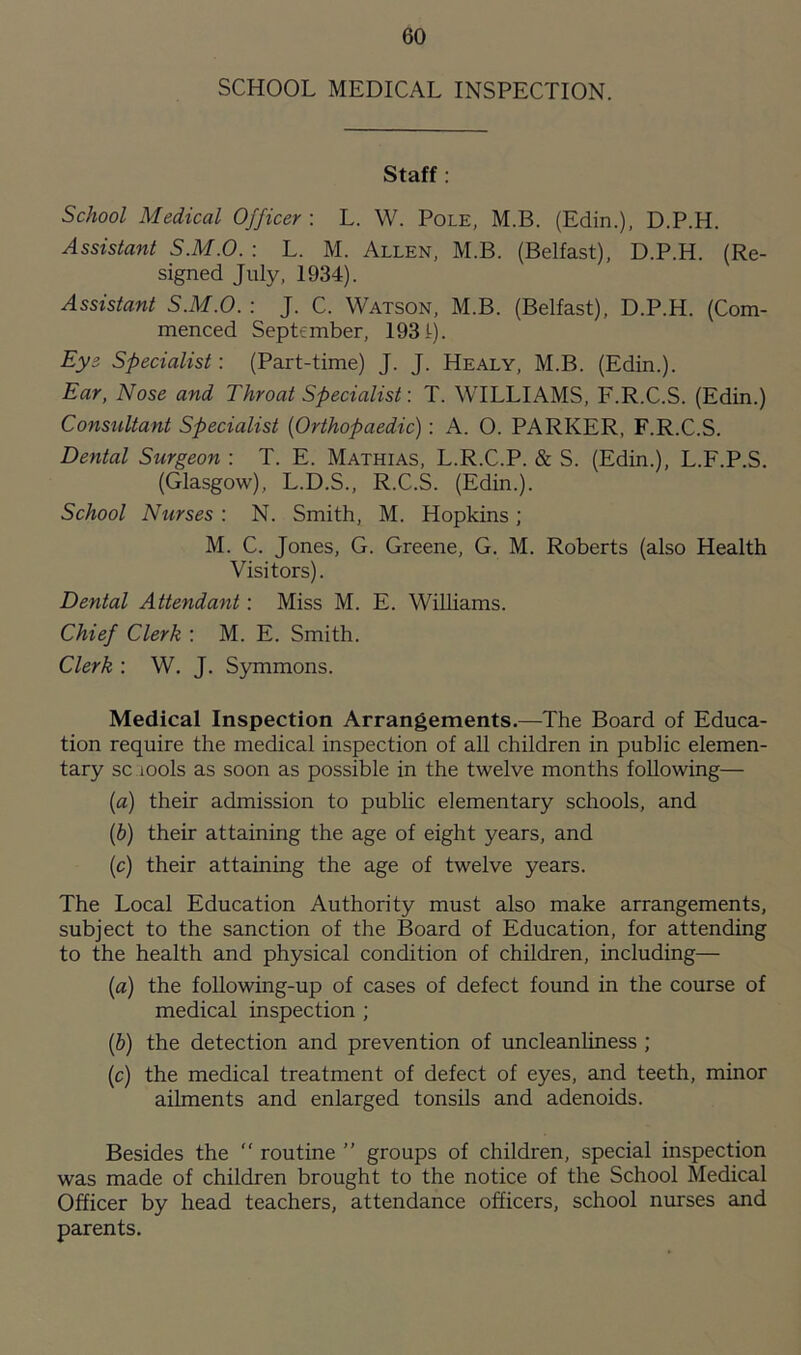 60
SCHOOL MEDICAL INSPECTION.
Staff :
School Medical Officer : L. W. POLE, M.B. (Edin.), D.P.H.
Assistant S.M.O. : L. M. ALLEN, M.B. (Belfast), D.P.H. (Re-
signed July, 1934).
Assistant S.M.O. : J. C. WATSON, M.B. (Belfast), D.P.H. (Com-
menced September, 1934).
Eye Specialist : (Part-time) J. J. HEALY, M.B. (Edin.).
Ear, Nose and Throat Specialist : T. WILLIAMS, F.R.C.S. (Edin.)
Consultant Specialist (Orthopaedic) : A. O. PARKER, F.R.C.S.
Dental Surgeon : T. E. MATHIAS, L.R.C.P. & S. (Edin.), L.F.P.S.
(Glasgow), L.D.S., R.C.S. (Edin.).
School Nurses : N. Smith, M. Hopkins ;
M. C. Jones, G. Greene, G. M. Roberts (also Health
Visitors).
Dental Attendant : Miss M. E. Williams.
Chief Clerk : M. E. Smith.
Clerk : W. J. Symmons.
Medical Inspection Arrangements.—The Board of Educa-
tion require the medical inspection of all children in public elemen-
tary schools as soon as possible in the twelve months following—
(a) their admission to public elementary schools, and
(b) their attaining the age of eight years, and
(c) their attaining the age of twelve years.
The Local Education Authority must also make arrangements,
subject to the sanction of the Board of Education, for attending
to the health and physical condition of children, including—
(a) the following-up of cases of defect found in the course of
medical inspection ;
(b) the detection and prevention of uncleanliness ;
(c) the medical treatment of defect of eyes, and teeth, minor
ailments and enlarged tonsils and adenoids.
Besides the " routine " groups of children, special inspection
was made of children brought to the notice of the School Medical
Officer by head teachers, attendance officers, school nurses and
parents.